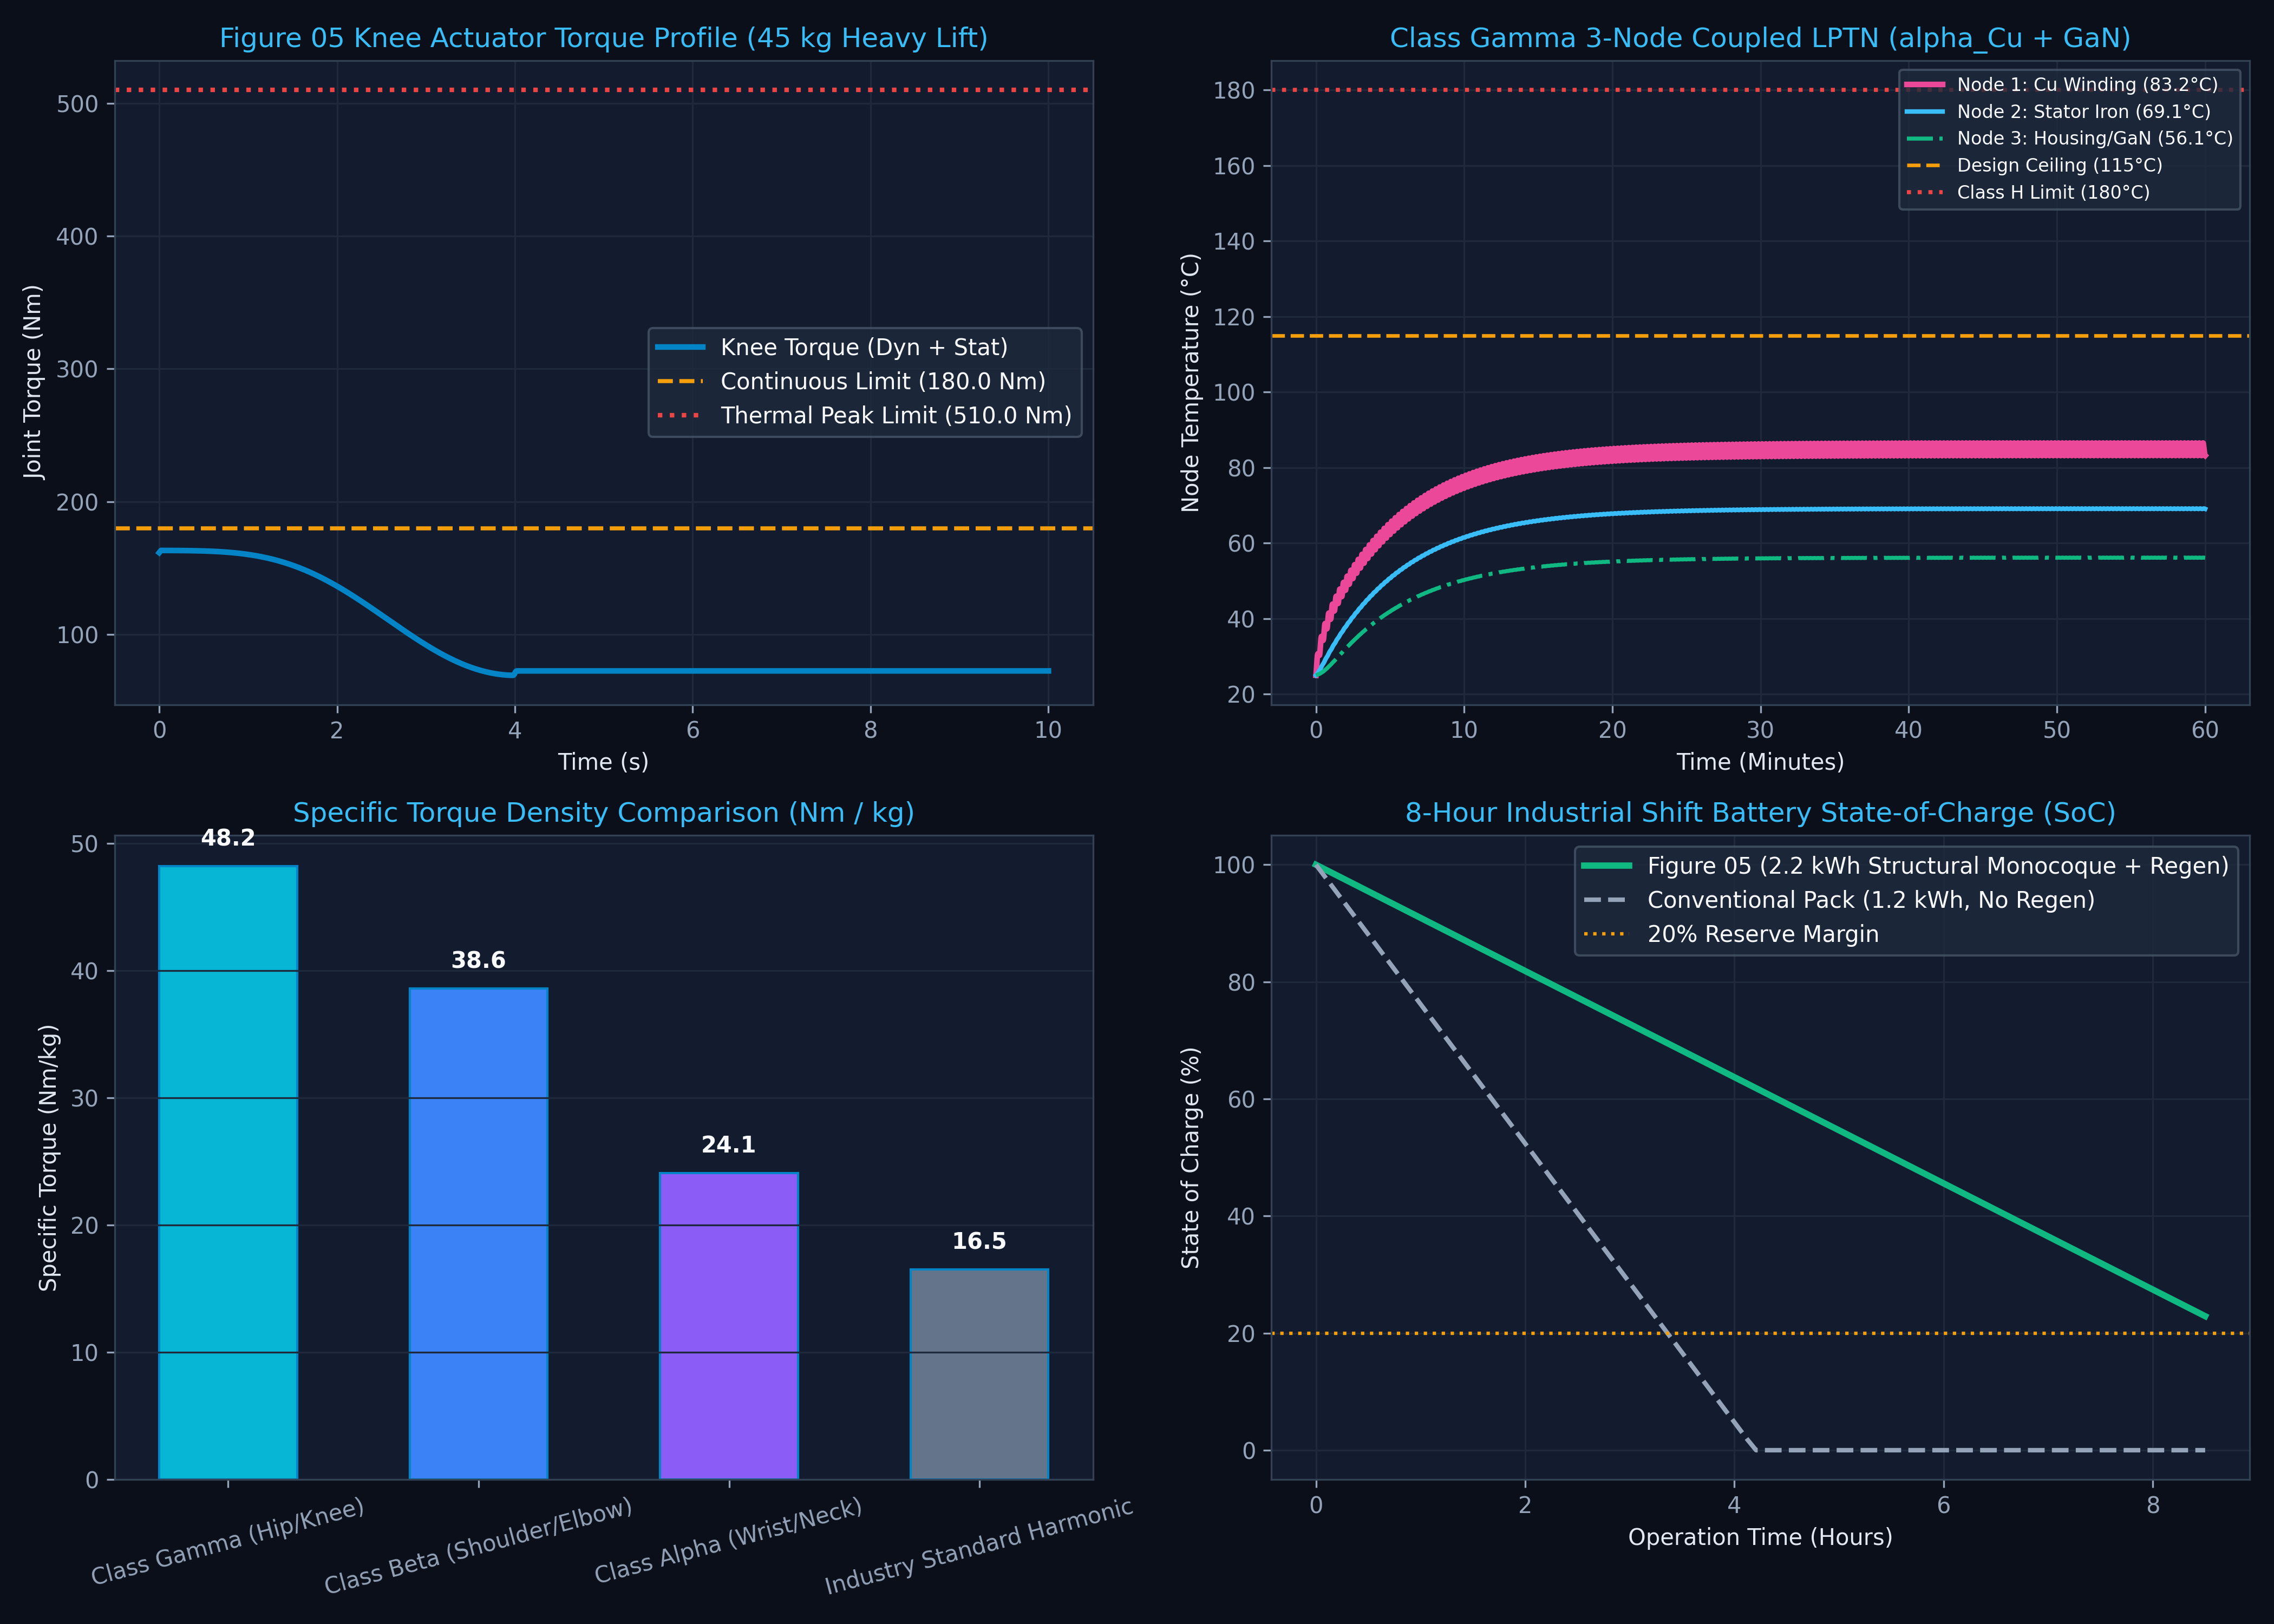 Figure 05 Knee Actuator Torque Profile (45 kg Heavy Lift)
Joint Torque (Nm)
500
400
300
200
100
Knee Torque (Dyn + Stat)
Continuous Limit (180.0 Nm)
Thermal Peak Limit (510.0 Nm)
0 2 4 6 8 10
Time (s)
Class Gamma 3-Node Coupled LPTN (alpha_Cu + GaN)
Node Temperature (°C)
180
160
140
120
100
80
60
40
20
Node 1: Cu Winding (83.2°C)
Node 2: Stator Iron (69.1°C)
Node 3: Housing/GaN (56.1°C)
Design Ceiling (115°C)
Class H Limit (180°C)
0 10 20 30 40 50 60
Time (Minutes)
Specific Torque Density Comparison (Nm / kg)
Specific Torque (Nm/kg)
50
40
30
20
10
0
48.2
38.6
24.1
16.5
Class Gamma (Hip/Knee)
Class Beta (Shoulder/Elbow)
Class Alpha (Wrist/Neck)
Industry Standard Harmonic
8-Hour Industrial Shift Battery State-of-Charge (SoC)
State of Charge (%)
100
80
60
40
20
0
Figure 05 (2.2 kWh Structural Monocoque + Regen)
Conventional Pack (1.2 kWh, No Regen)
20% Reserve Margin
0 2 4 6 8
Operation Time (Hours)